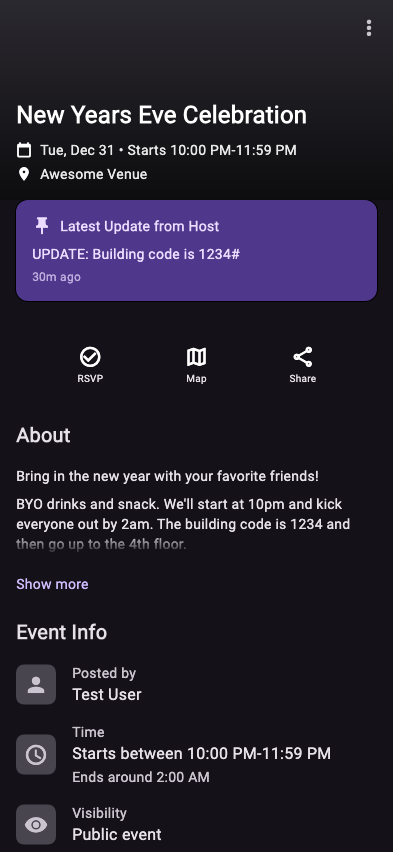 New Years Eve Celebration
Tue, Dec 31 • Starts 10:00 PM-11:59 PM
Awesome Venue
Latest Update from Host
UPDATE: Building code is 1234#
30m ago
RSVP
Map
Share
About
Bring in the new year with your favorite friends!
BYO drinks and snack. We'll start at 10pm and kick
everyone out by 2am. The building code is 1234 and
then go up to the 4th floor.
Show more
Event Info
Posted by
Test User
Time
Starts between 10:00 PM-11:59 PM
Ends around 2:00 AM
Visibility
Public event